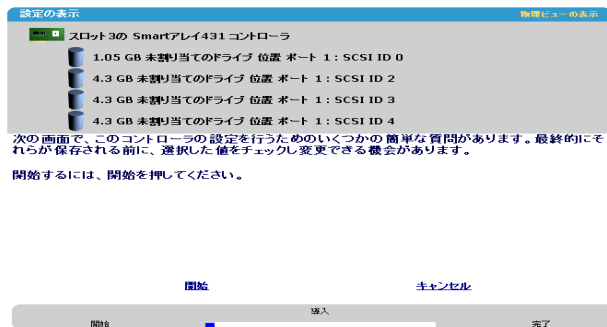 設定の表示
物理ビューの表示
スロット3の Smartアレイ431 コントローラ
1.05 GB 未割り当てのドライブ 位置 ポート 1 : SCSI ID 0
4.3 GB 未割り当てのドライブ 位置 ポート 1 : SCSI ID 2
4.3 GB 未割り当てのドライブ 位置 ポート 1 : SCSI ID 3
4.3 GB 未割り当てのドライブ 位置 ポート 1 : SCSI ID 4
次の画面で、このコントローラの設定を行うためのいくつかの簡単な質問があります。最終的にそ
れらが保存される前に、選択した値をチェックし変更できる機会があります。
開始するには、開始を押してください。
開始
キャンセル
導入
開始
完了